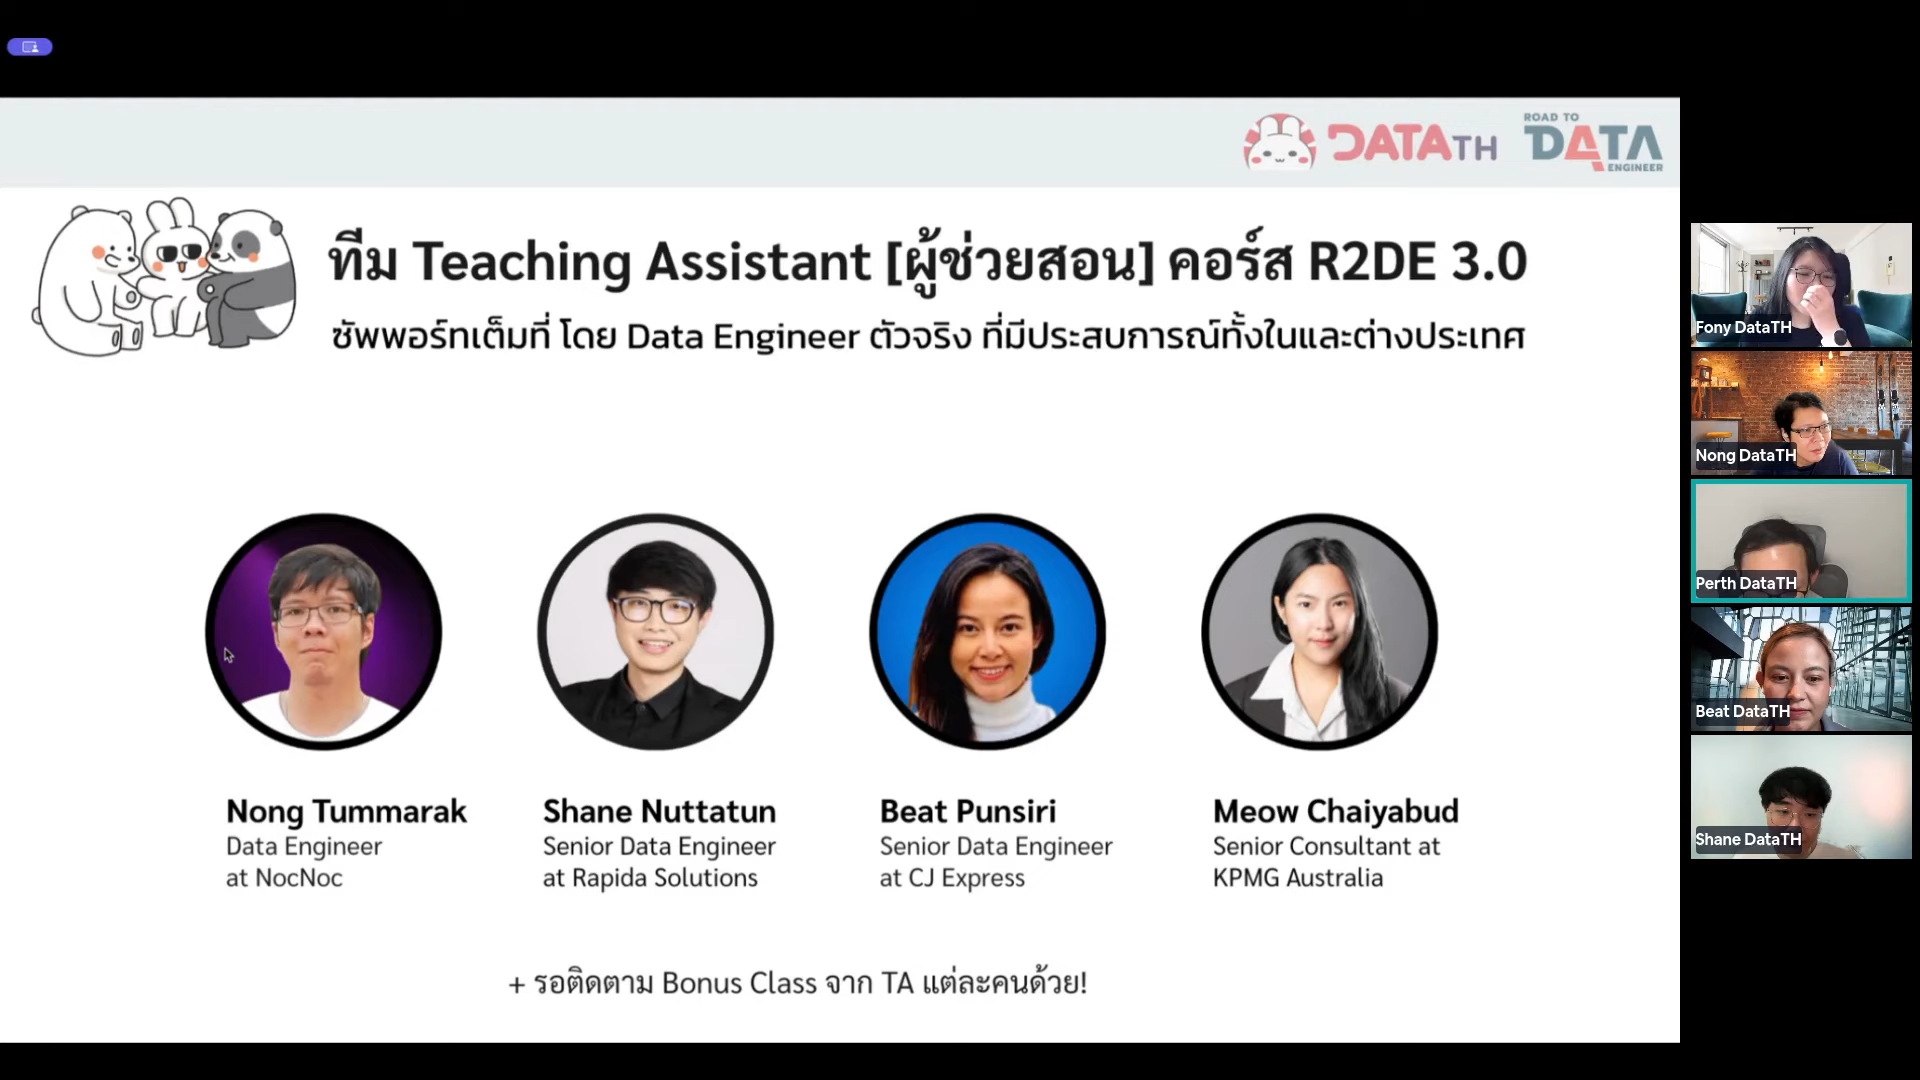 DATA TH
ROAD TO
DATA
ENGINEER
ทีม Teaching Assistant [ผู้ช่วยสอน] คอร์ส R2DE 3.0
ซัพพอร์ทเต็มที่ โดย Data Engineer ตัวจริง ที่มีประสบการณ์ทั้งในและต่างประเทศ
Nong Tummarak
Data Engineer
at NocNoc
Shane Nuttatun
Senior Data Engineer
at Rapida Solutions
Beat Punsiri
Senior Data Engineer
at CJ Express
Meow Chaiyabud
Senior Consultant at
KPMG Australia
+ รอติดตาม Bonus Class จาก TA แต่ละคนด้วย!
Fony DataTH
Nong DataTH
Perth DataTH
Beat DataTH
Shane DataTH